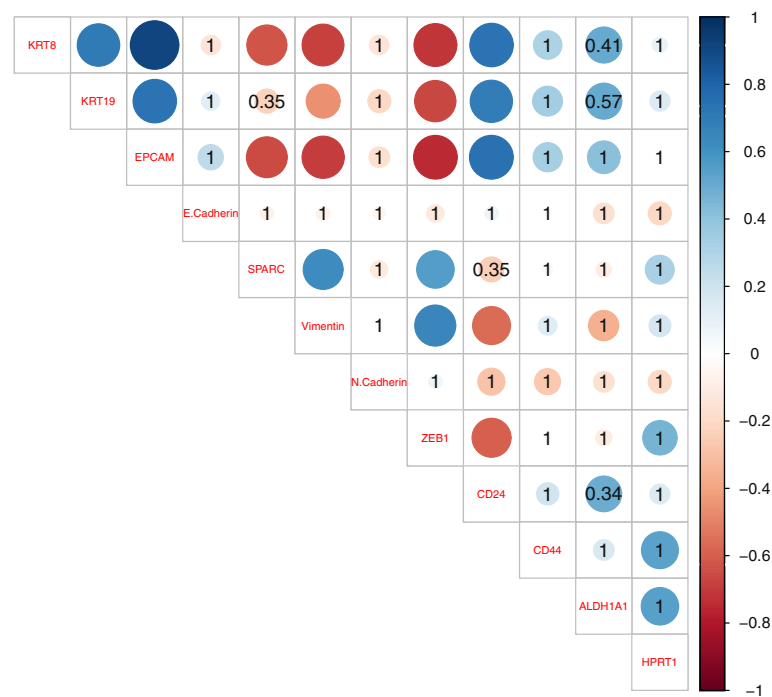 KRT8 1 1 1 0.41 1
KRT19 1 0.35 1 1 0.57 1
EPCAM 1 1 1 1 1
E.Cadherin 1 1 1 1 1 1 1 1
SPARC 1 0.35 1 1 1
Vimentin 1 1 1 1
N.Cadherin 1 1 1 1 1
ZEB1 1 1 1
CD24 1 0.34 1
CD44 1 1
ALDH1A1 1
HPRT1
1
0.8
0.6
0.4
0.2
0
−0.2
−0.4
−0.6
−0.8
−1